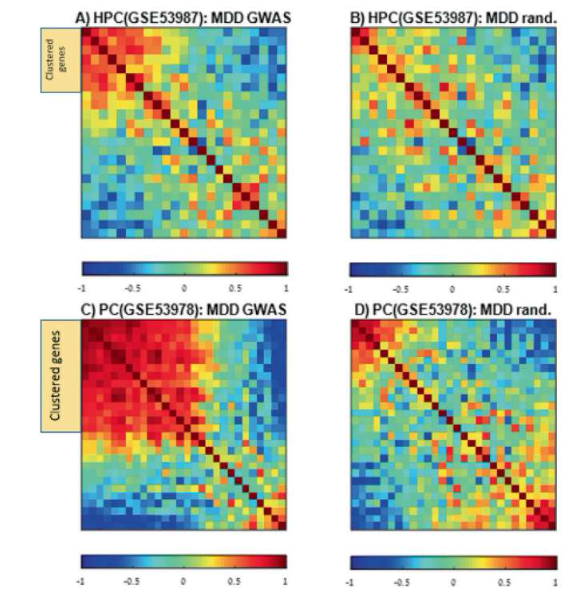 A) HPC(GSE53987): MDD GWAS
B) HPC(GSE53987): MDD rand.
Clustered
genes
-1 -0.5 0 0.5 1
-1 -0.5 0 0.5 1
C) PC(GSE53978): MDD GWAS
D) PC(GSE53978): MDD rand.
Clustered genes
-1 -0.5 0 0.5 1
-1 -0.5 0 0.5 1